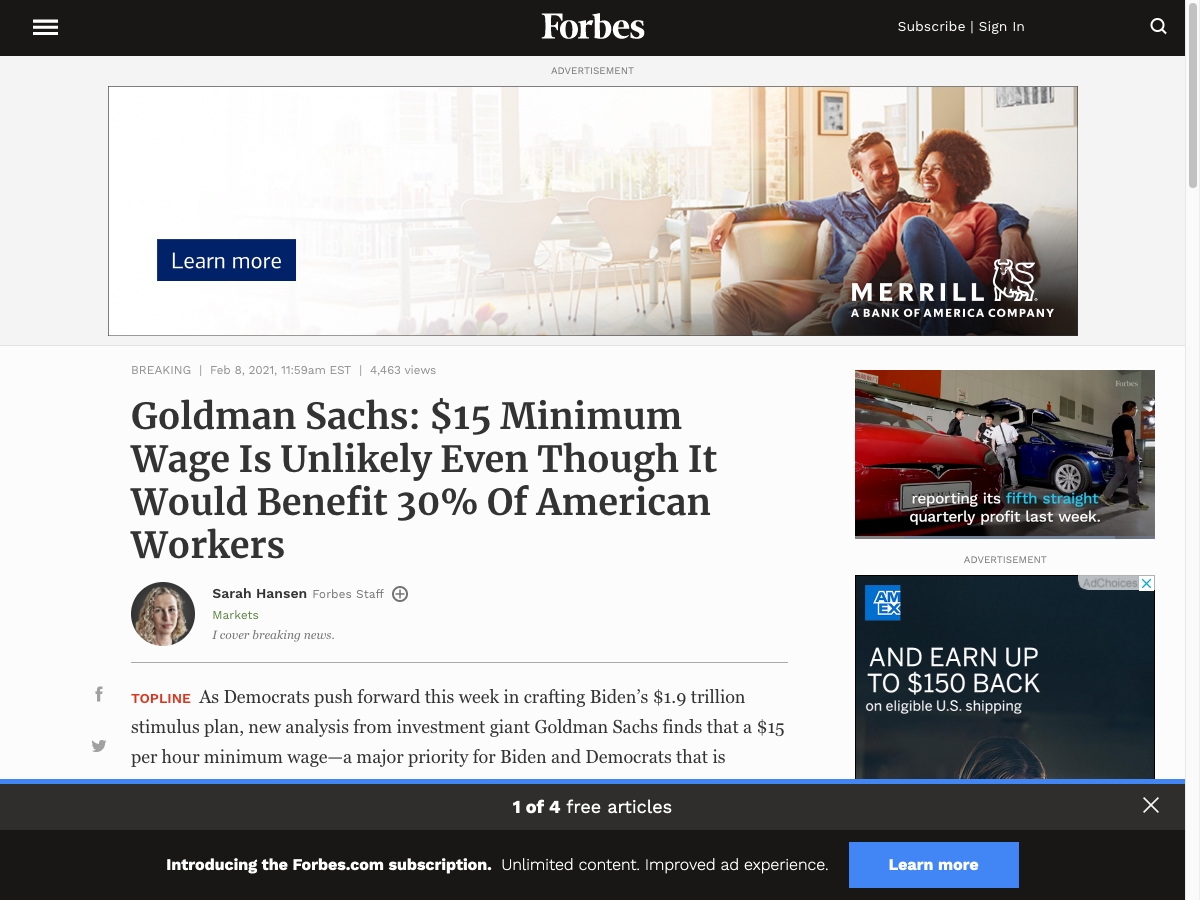 Forbes
Subscribe | Sign In
ADVERTISEMENT
Learn more
MERRILL
A BANK OF AMERICA COMPANY
BREAKING | Feb 8, 2021, 11:59am EST | 4,463 views
Goldman Sachs: $15 Minimum
Wage Is Unlikely Even Though It
Would Benefit 30% Of American
Workers
Sarah Hansen Forbes Staff
Markets
I cover breaking news.
TOPLINE As Democrats push forward this week in crafting Biden’s $1.9 trillion
stimulus plan, new analysis from investment giant Goldman Sachs finds that a $15
per hour minimum wage—a major priority for Biden and Democrats that is
Forbes
reporting its fifth straight
quarterly profit last week.
ADVERTISEMENT
AdChoices
AM
EX
AND EARN UP
TO $150 BACK
on eligible U.S. shipping
1 of 4 free articles
Introducing the Forbes.com subscription. Unlimited content. Improved ad experience.
Learn more